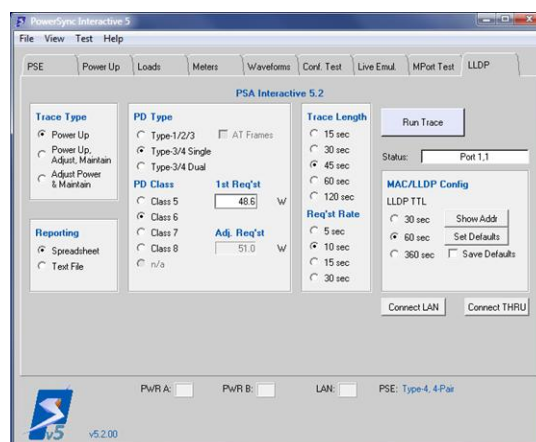 PowerSync Interactive 5
File View Test Help
PSE Power Up Loads Meters Waveforms Conf. Test Live Emul. MPort Test LLDP
PSA Interactive 5.2
Trace Type
Power Up
Power Up,
Adjust, Maintain
Adjust Power
& Maintain
Reporting
Spreadsheet
Text File
PD Type
Type-1/2/3 AT Frames
Type-3/4 Single
Type-3/4 Dual
PD Class 1st Req'st
Class 5 48.6 W
Class 6
Class 7 Adj. Req'st
Class 8 51.0 W
n/a
Trace Length
15 sec
30 sec
45 sec
60 sec
120 sec
Req'st Rate
5 sec
10 sec
15 sec
30 sec
Run Trace
Status: Port 1,1
MAC/LLDP Config
LLDP TTL
30 sec Show Addr
60 sec Set Defaults
360 sec Save Defaults
Connect LAN Connect THRU
PWR A: PWR B: LAN: PSE: Type-4, 4-Pair
v5 v5.2.00